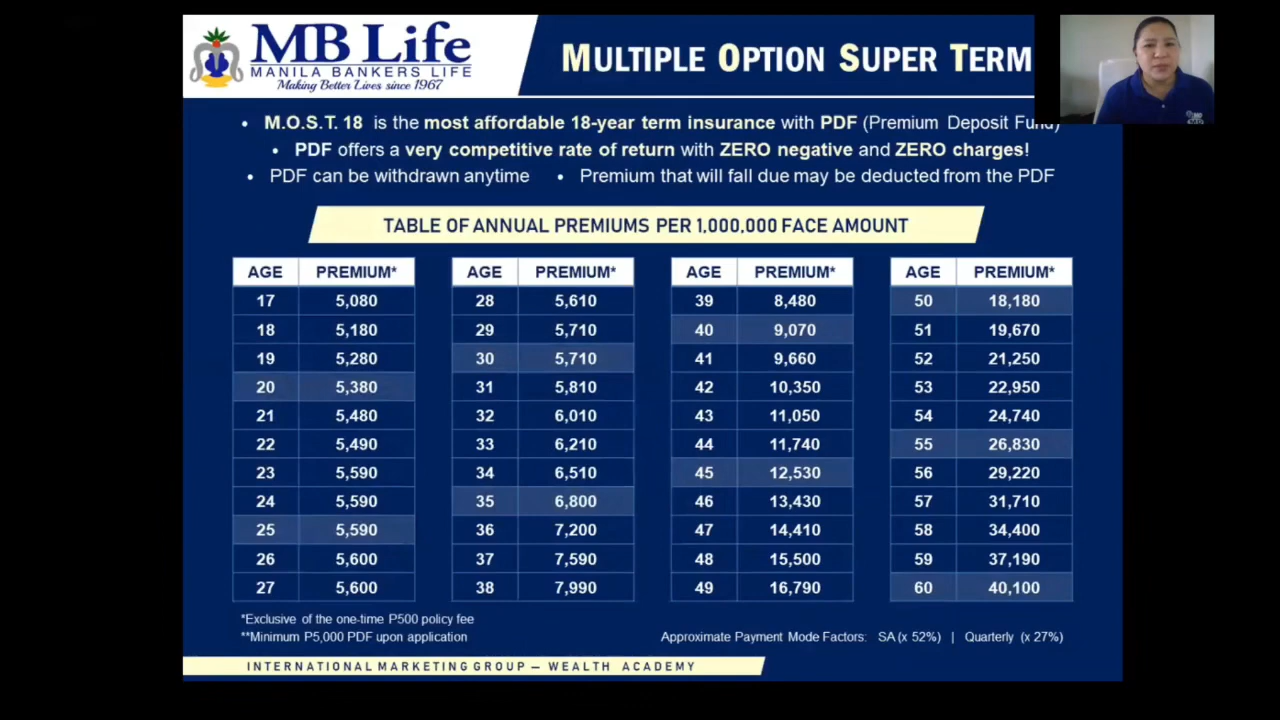 MB Life
MANILA BANKERS LIFE
Making Better Lives since 1967
MULTIPLE OPTION SUPER TERM
• M.O.S.T. 18 is the most affordable 18-year term insurance with PDF (Premium Deposit Fund)
• PDF offers a very competitive rate of return with ZERO negative and ZERO charges!
• PDF can be withdrawn anytime • Premium that will fall due may be deducted from the PDF
TABLE OF ANNUAL PREMIUMS PER 1,000,000 FACE AMOUNT
AGE PREMIUM* AGE PREMIUM* AGE PREMIUM* AGE PREMIUM*
17 5,080 28 5,610 39 8,480 50 18,180
18 5,180 29 5,710 40 9,070 51 19,670
19 5,280 30 5,710 41 9,660 52 21,250
20 5,380 31 5,810 42 10,350 53 22,950
21 5,480 32 6,010 43 11,050 54 24,740
22 5,490 33 6,210 44 11,740 55 26,830
23 5,590 34 6,510 45 12,530 56 29,220
24 5,590 35 6,800 46 13,430 57 31,710
25 5,590 36 7,200 47 14,410 58 34,400
26 5,600 37 7,590 48 15,500 59 37,190
27 5,600 38 7,990 49 16,790 60 40,100
*Exclusive of the one-time P500 policy fee
**Minimum P5,000 PDF upon application
Approximate Payment Mode Factors: SA (x 52%) | Quarterly (x 27%)
INTERNATIONAL MARKETING GROUP – WEALTH ACADEMY